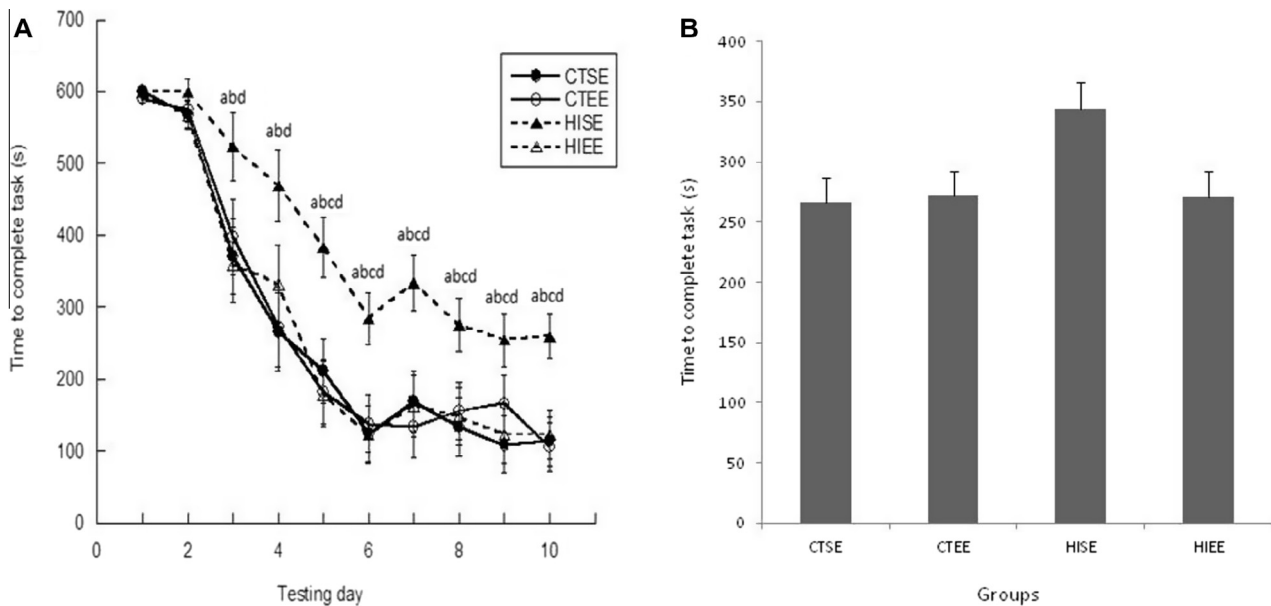 A
Time to complete task (s)
700
600
500
400
300
200
100
0
0 2 4 6 8 10
Testing day
CTSE
CTEE
HISE
HIEE
abd
abd
abcd
abcd
abcd
abcd
abcd
abcd
B
Time to complete task (s)
400
350
300
250
200
150
100
50
0
CTSE CTEE HISE HIEE
Groups